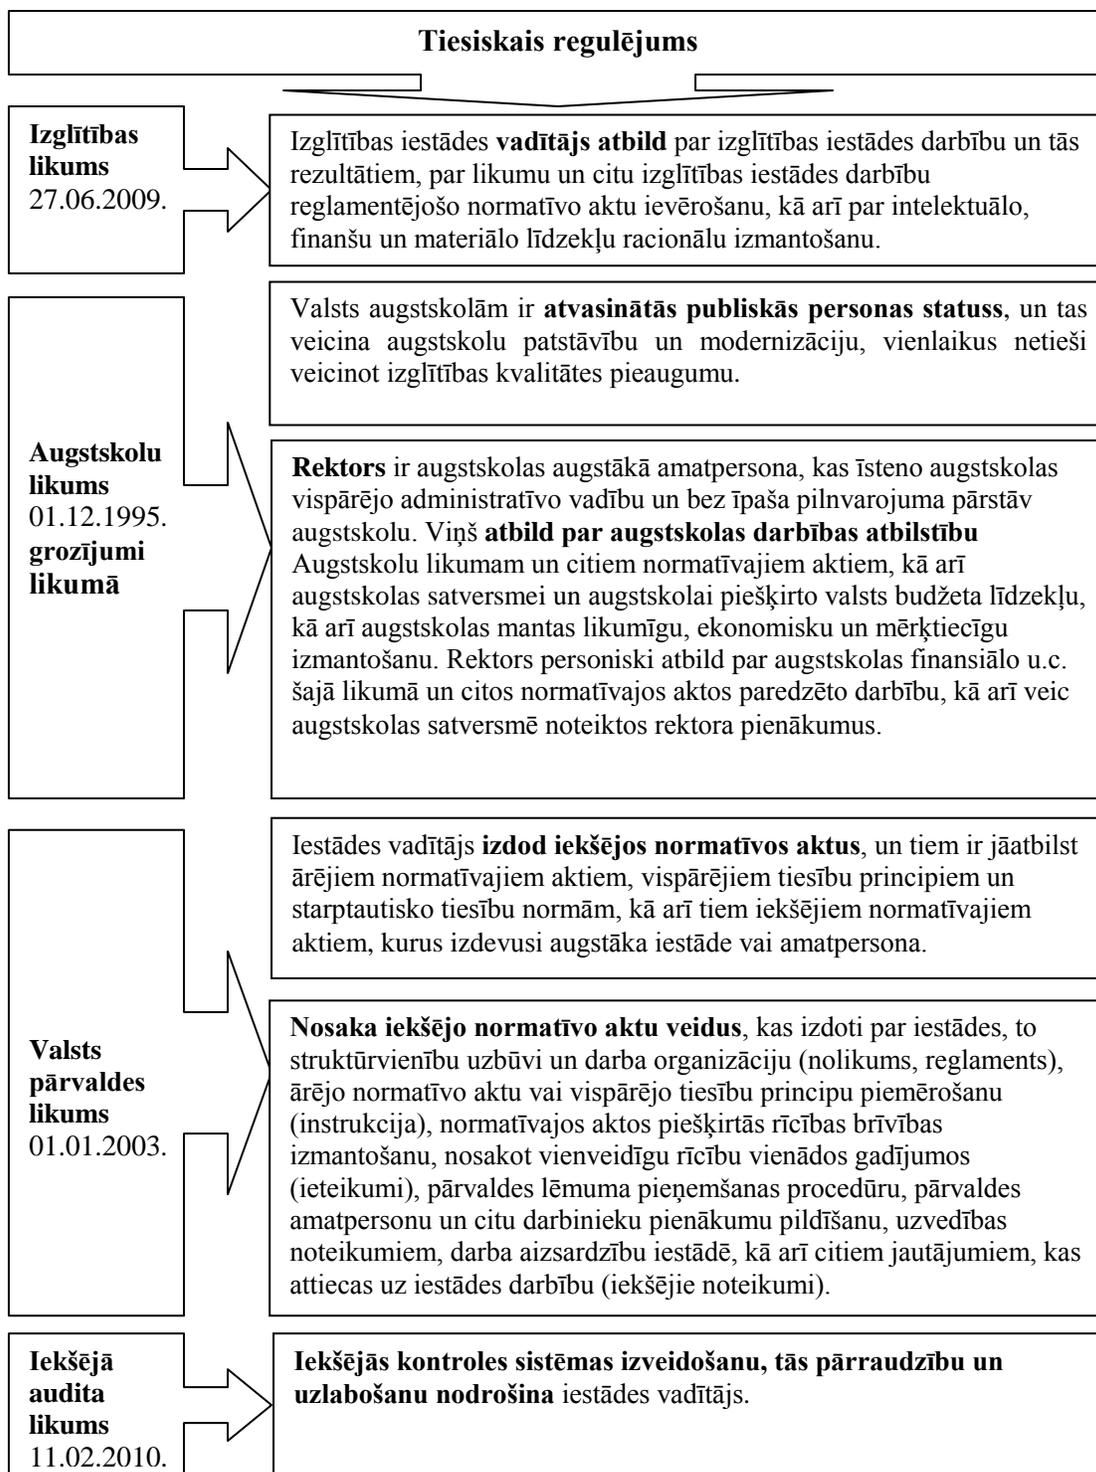 Tiesiskais regulējums
Izglītības
likums
27.06.2009.
Izglītības iestādes vadītājs atbild par izglītības iestādes darbību un tās
rezultātiem, par likumu un citu izglītības iestādes darbību
reglamentējošo normatīvo aktu ievērošanu, kā arī par intelektuālo,
finanšu un materiālo līdzekļu racionālu izmantošanu.
Augstskolu
likums
01.12.1995.
grozījumi
likumā
Valsts augstskolām ir atvasinātās publiskās personas statuss, un tas
veicina augstskolu patstāvību un modernizāciju, vienlaikus netieši
veicinot izglītības kvalitātes pieaugumu.
Rektors ir augstskolas augstākā amatpersona, kas īsteno augstskolas
vispārējo administratīvo vadību un bez īpaša pilnvarojuma pārstāv
augstskolu. Viņš atbild par augstskolas darbības atbilstību
Augstskolu likumam un citiem normatīvajiem aktiem, kā arī
augstskolas satversmei un augstskolai piešķirto valsts budžeta līdzekļu,
kā arī augstskolas mantas likumīgu, ekonomisku un mērķtiecīgu
izmantošanu. Rektors personiski atbild par augstskolas finansiālo u.c.
šajā likumā un citos normatīvajos aktos paredzēto darbību, kā arī veic
augstskolas satversmē noteiktos rektora pienākumus.
Valsts
pārvaldes
likums
01.01.2003.
Iestādes vadītājs izdod iekšējos normatīvos aktus, un tiem ir jāatbilst
ārējiem normatīvajiem aktiem, vispārējiem tiesību principiem un
starptautisko tiesību normām, kā arī tiem iekšējiem normatīvajiem
aktiem, kurus izdevusi augstāka iestāde vai amatpersona.
Nosaka iekšējo normatīvo aktu veidus, kas izdoti par iestādes, to
struktūrvienību uzbūvi un darba organizāciju (nolikums, reglaments),
ārējo normatīvo aktu vai vispārējo tiesību principu piemērošanu
(instrukcija), normatīvajos aktos piešķirtās rīcības brīvības
izmantošanu, nosakot vienveidīgu rīcību vienādos gadījumos
(ieteikumi), pārvaldes lēmuma pieņemšanas procedūru, pārvaldes
amatpersonu un citu darbinieku pienākumu pildīšanu, uzvedības
noteikumiem, darba aizsardzību iestādē, kā arī citiem jautājumiem, kas
attiecas uz iestādes darbību (iekšējie noteikumi).
Iekšējā
audita
likums
11.02.2010.
Iekšējās kontroles sistēmas izveidošanu, tās pārraudzību un
uzlabošanu nodrošina iestādes vadītājs.